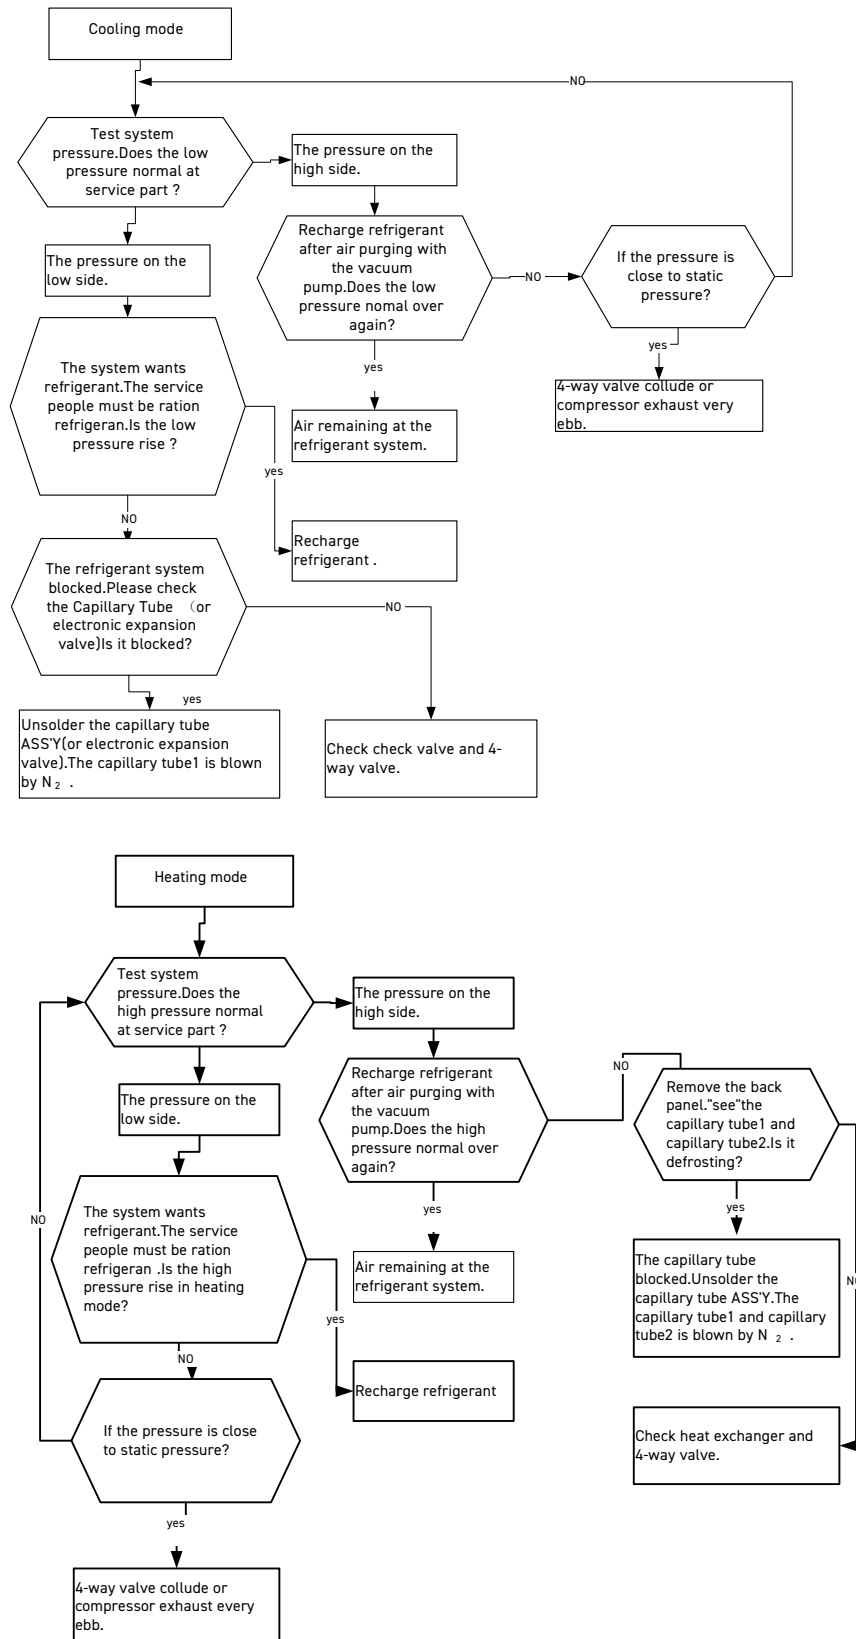 Cooling mode
NO
Test system
pressure.Does the low
pressure normal at
service part ?
The pressure on the
high side.
The pressure on the
low side.
Recharge refrigerant
after air purging with
the vacuum
pump.Does the low
pressure nomal over
again?
NO
If the pressure is
close to static
pressure?
yes
yes
4-way valve collude or
compressor exhaust very
ebb.
Air remaining at the
refrigerant system.
The system wants
refrigerant.The service
people must be ration
refrigeran.Is the low
pressure rise ?
yes
NO
Recharge
refrigerant .
The refrigerant system
blocked.Please check
the Capillary Tube （or
electronic expansion
valve)Is it blocked?
NO
yes
Unsolder the capillary tube
ASS'Y(or electronic expansion
valve).The capillary tube1 is blown
by N ₂ .
Check check valve and 4-
way valve.
Heating mode
Test system
pressure.Does the
high pressure normal
at service part ?
The pressure on the
high side.
The pressure on the
low side.
Recharge refrigerant
after air purging with
the vacuum
pump.Does the high
pressure normal over
again?
NO
Remove the back
panel."see"the
capillary tube1 and
capillary tube2.Is it
defrosting?
yes
yes
NO
The system wants
refrigerant.The service
people must be ration
refrigeran .Is the high
pressure rise in heating
mode?
Air remaining at the
refrigerant system.
The capillary tube
blocked.Unsolder the
capillary tube ASS'Y.The
capillary tube1 and capillary
tube2 is blown by N ₂ .
NO
yes
NO
Recharge refrigerant
If the pressure is close
to static pressure?
Check heat exchanger and
4-way valve.
yes
4-way valve collude or
compressor exhaust every
ebb.